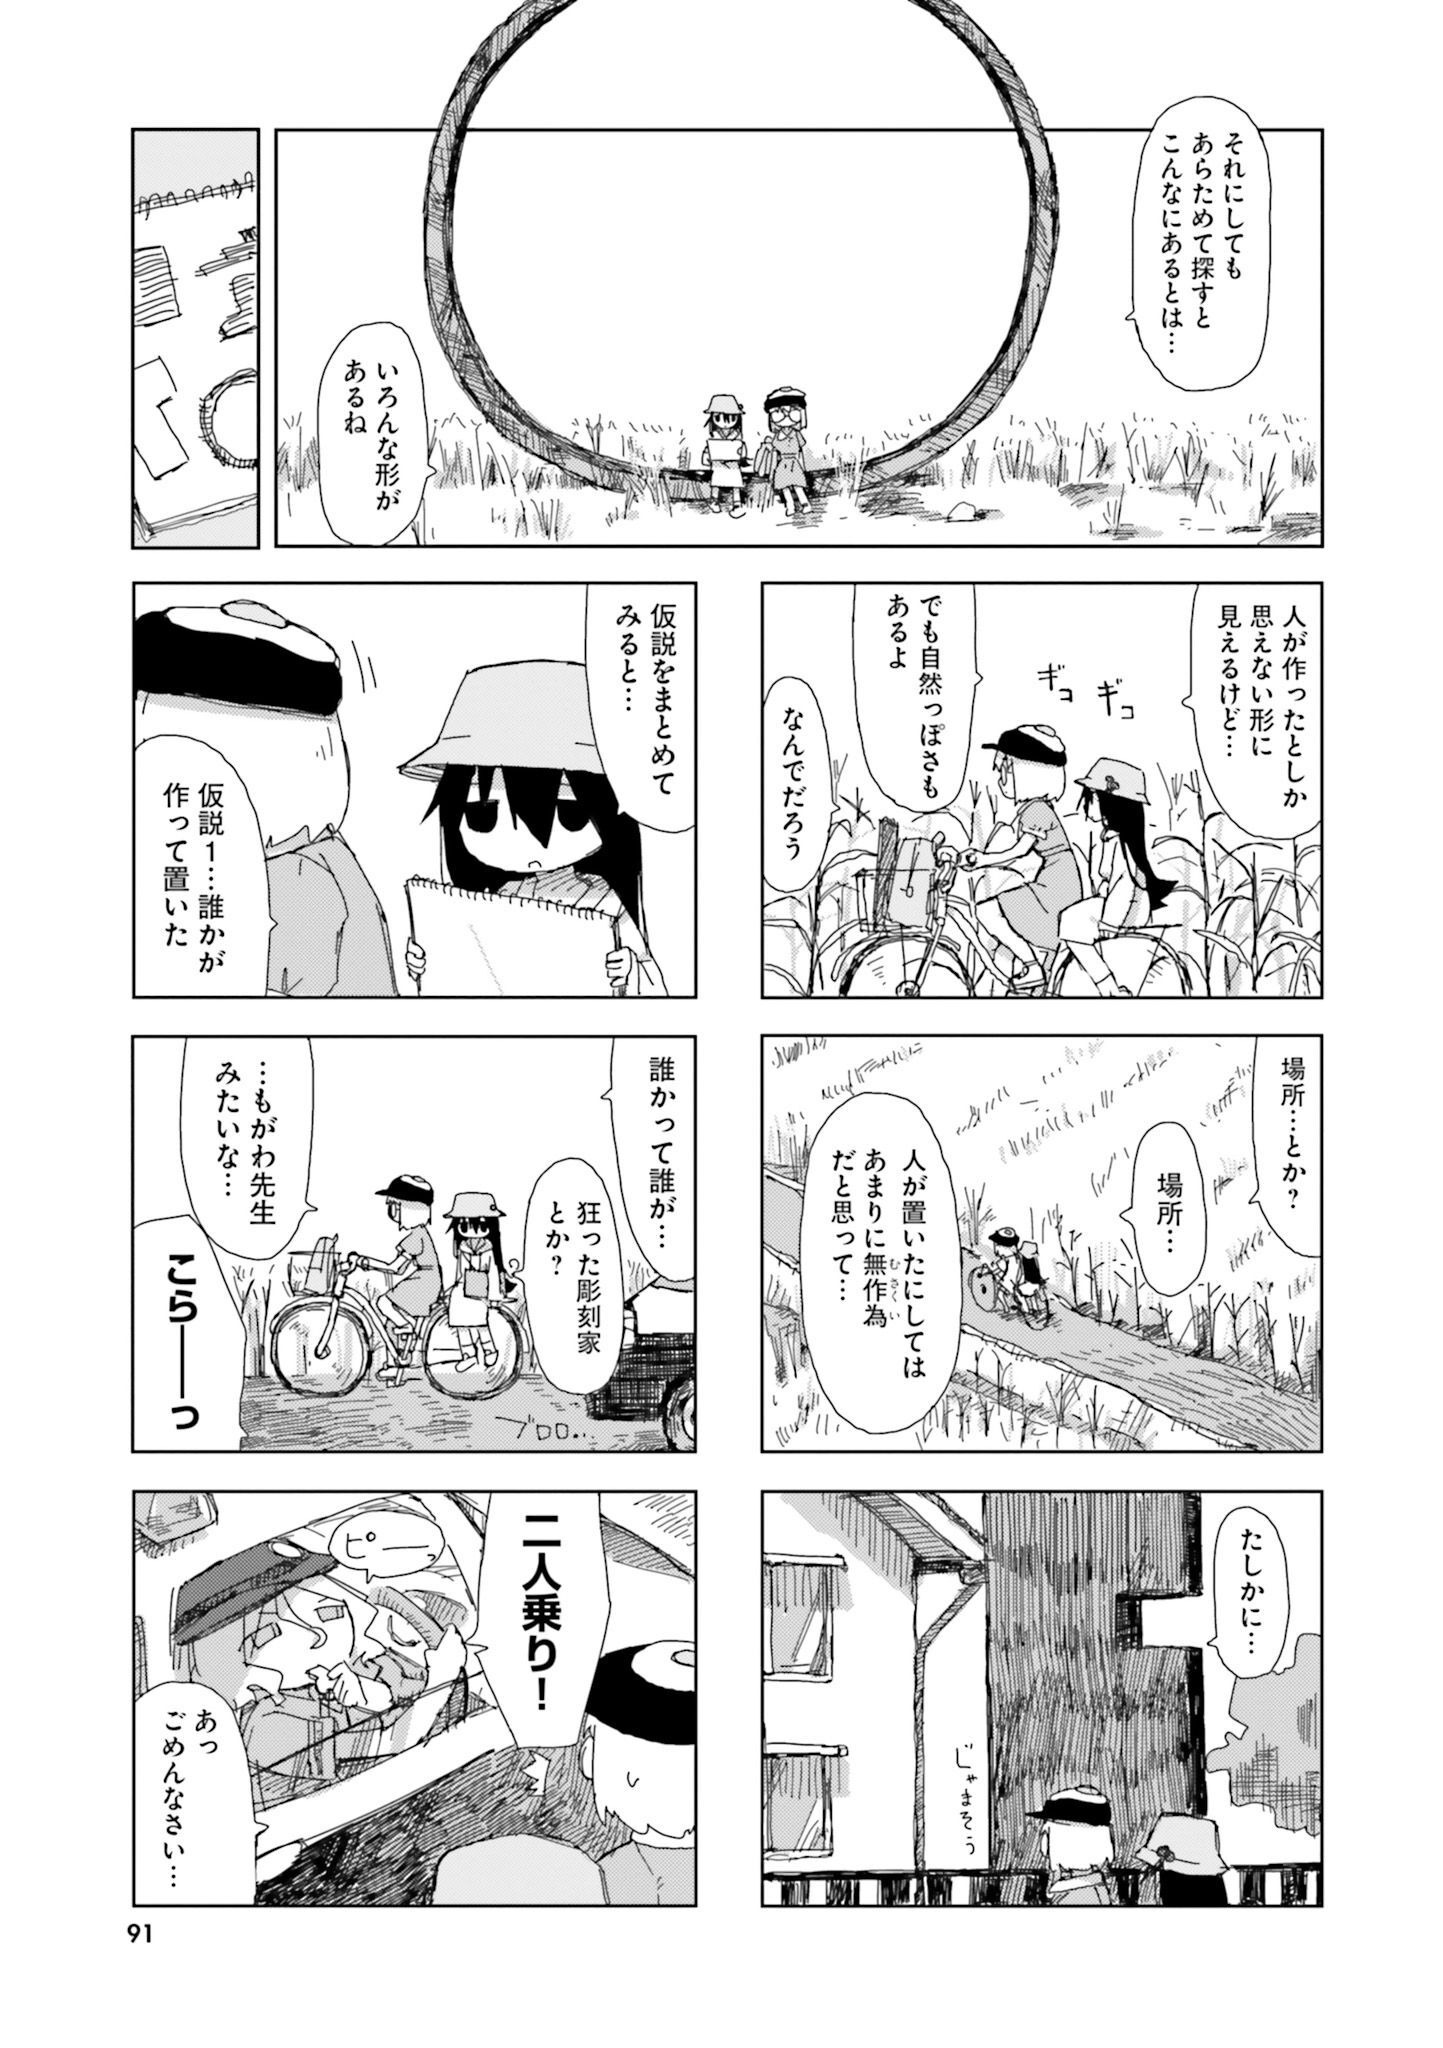 それにしても
あらためて探すと
こんなにあるとは…
いろんな形が
あるね
人が作ったとしか
思えない形に
見えるけど…
ギコ
ギコ
でも自然っぽさも
あるよ
なんでだろう
場所…とか?
場所…
人が置いたにしては
あまりに無作為
むさくい
だと思って…
たしかに…
じゃまそう
仮説をまとめて
みると…
仮説1…誰かが
作って置いた
誰かって誰が…
狂った彫刻家
とか?
…もがわ先生
みたいな…
ブロロ…
こら――っ
二人乗り!
ピー
あっ
ごめんなさい…
91